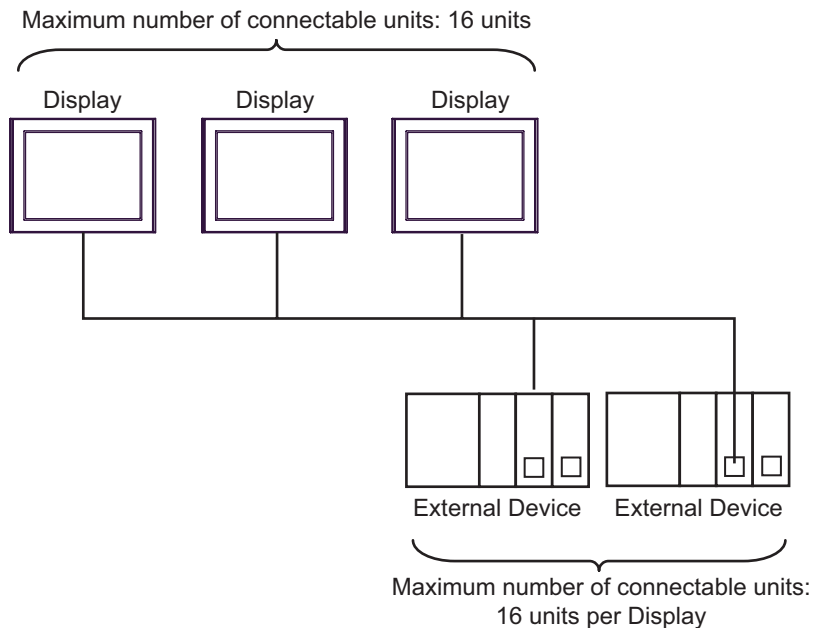 Maximum number of connectable units: 16 units
Display
Display
Display
External Device
External Device
Maximum number of connectable units:
16 units per Display